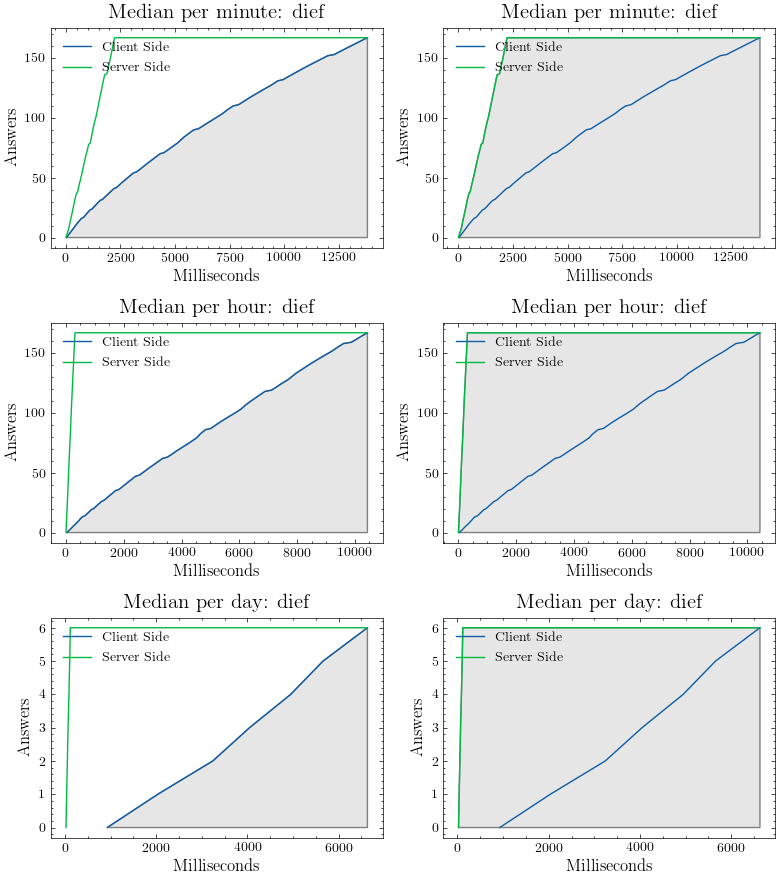 Median per minute: dief
Answers
150
100
50
0
Client Side
Server Side
0 2500 5000 7500 10000 12500
Milliseconds
Median per minute: dief
Answers
150
100
50
0
Client Side
Server Side
0 2500 5000 7500 10000 12500
Milliseconds
Median per hour: dief
Answers
150
100
50
0
Client Side
Server Side
0 2000 4000 6000 8000 10000
Milliseconds
Median per hour: dief
Answers
150
100
50
0
Client Side
Server Side
0 2000 4000 6000 8000 10000
Milliseconds
Median per day: dief
Answers
6
5
4
3
2
1
0
Client Side
Server Side
0 2000 4000 6000
Milliseconds
Median per day: dief
Answers
6
5
4
3
2
1
0
Client Side
Server Side
0 2000 4000 6000
Milliseconds